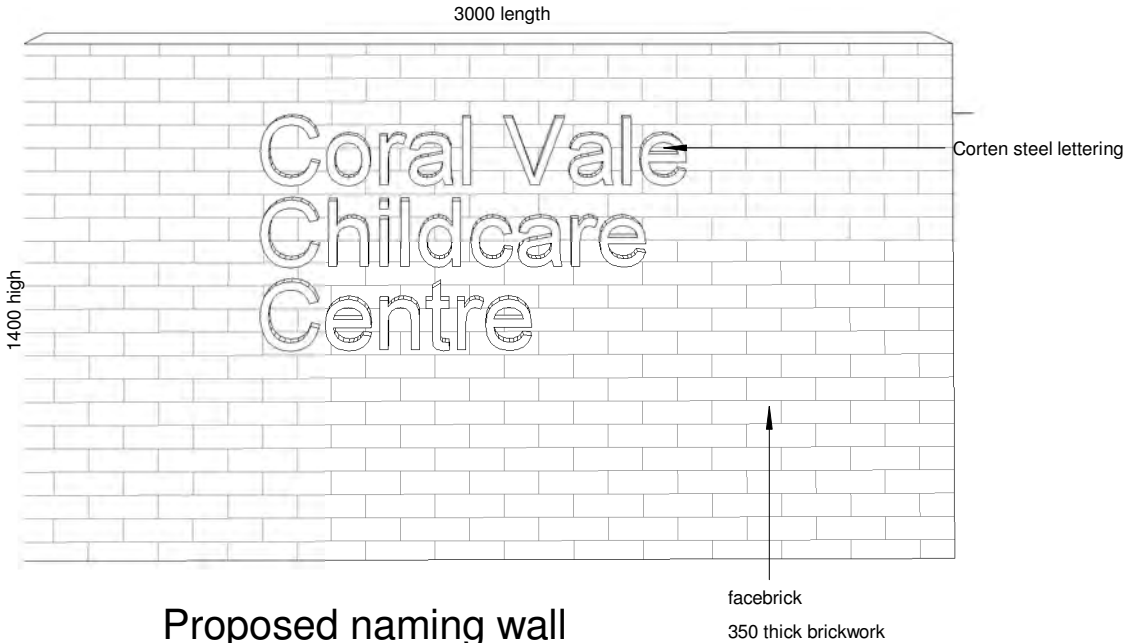 3000 length
Coral Vale
Corten steel lettering
Childcare
Centre
1400 high
facebrick
350 thick brickwork
Proposed naming wall